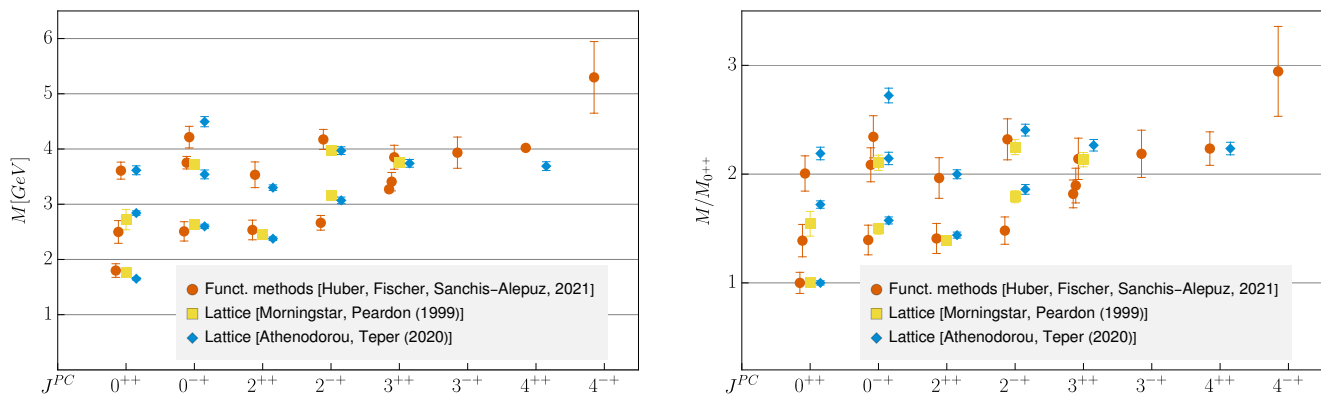 M[GeV]
6
5
4
3
2
1
Funct. methods [Huber, Fischer, Sanchis−Alepuz, 2021]
Lattice [Morningstar, Peardon (1999)]
Lattice [Athenodorou, Teper (2020)]
J^{PC} 0^{++} 0^{−+} 2^{++} 2^{−+} 3^{++} 3^{−+} 4^{++} 4^{−+}
M/M_{0^{++}}
3
2
1
Funct. methods [Huber, Fischer, Sanchis−Alepuz, 2021]
Lattice [Morningstar, Peardon (1999)]
Lattice [Athenodorou, Teper (2020)]
J^{PC} 0^{++} 0^{−+} 2^{++} 2^{−+} 3^{++} 3^{−+} 4^{++} 4^{−+}